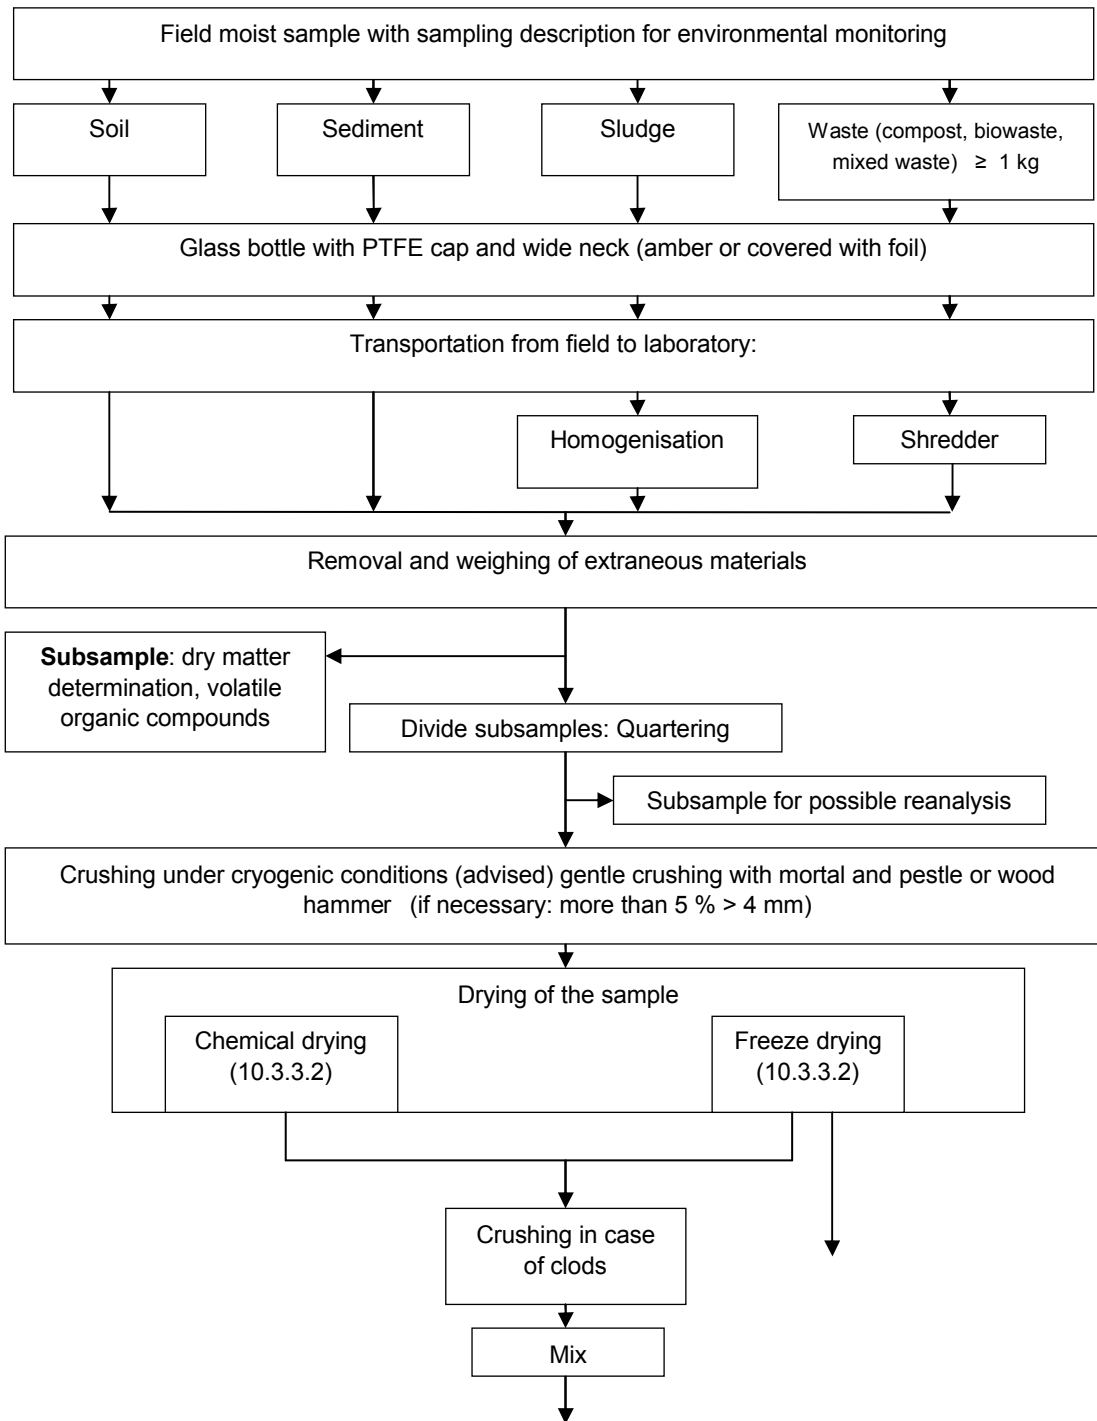 Field moist sample with sampling description for environmental monitoring
Soil
Sediment
Sludge
Waste (compost, biowaste,
mixed waste)   ≥  1 kg
Glass bottle with PTFE cap and wide neck (amber or covered with foil)
Transportation from field to laboratory:
Homogenisation
Shredder
Removal and weighing of extraneous materials
Subsample: dry matter
determination, volatile
organic compounds
Divide subsamples: Quartering
Subsample for possible reanalysis
Crushing under cryogenic conditions (advised) gentle crushing with mortal and pestle or wood
hammer   (if necessary: more than 5 % > 4 mm)
Drying of the sample
Chemical drying
(10.3.3.2)
Freeze drying
(10.3.3.2)
Crushing in case
of clods
Mix